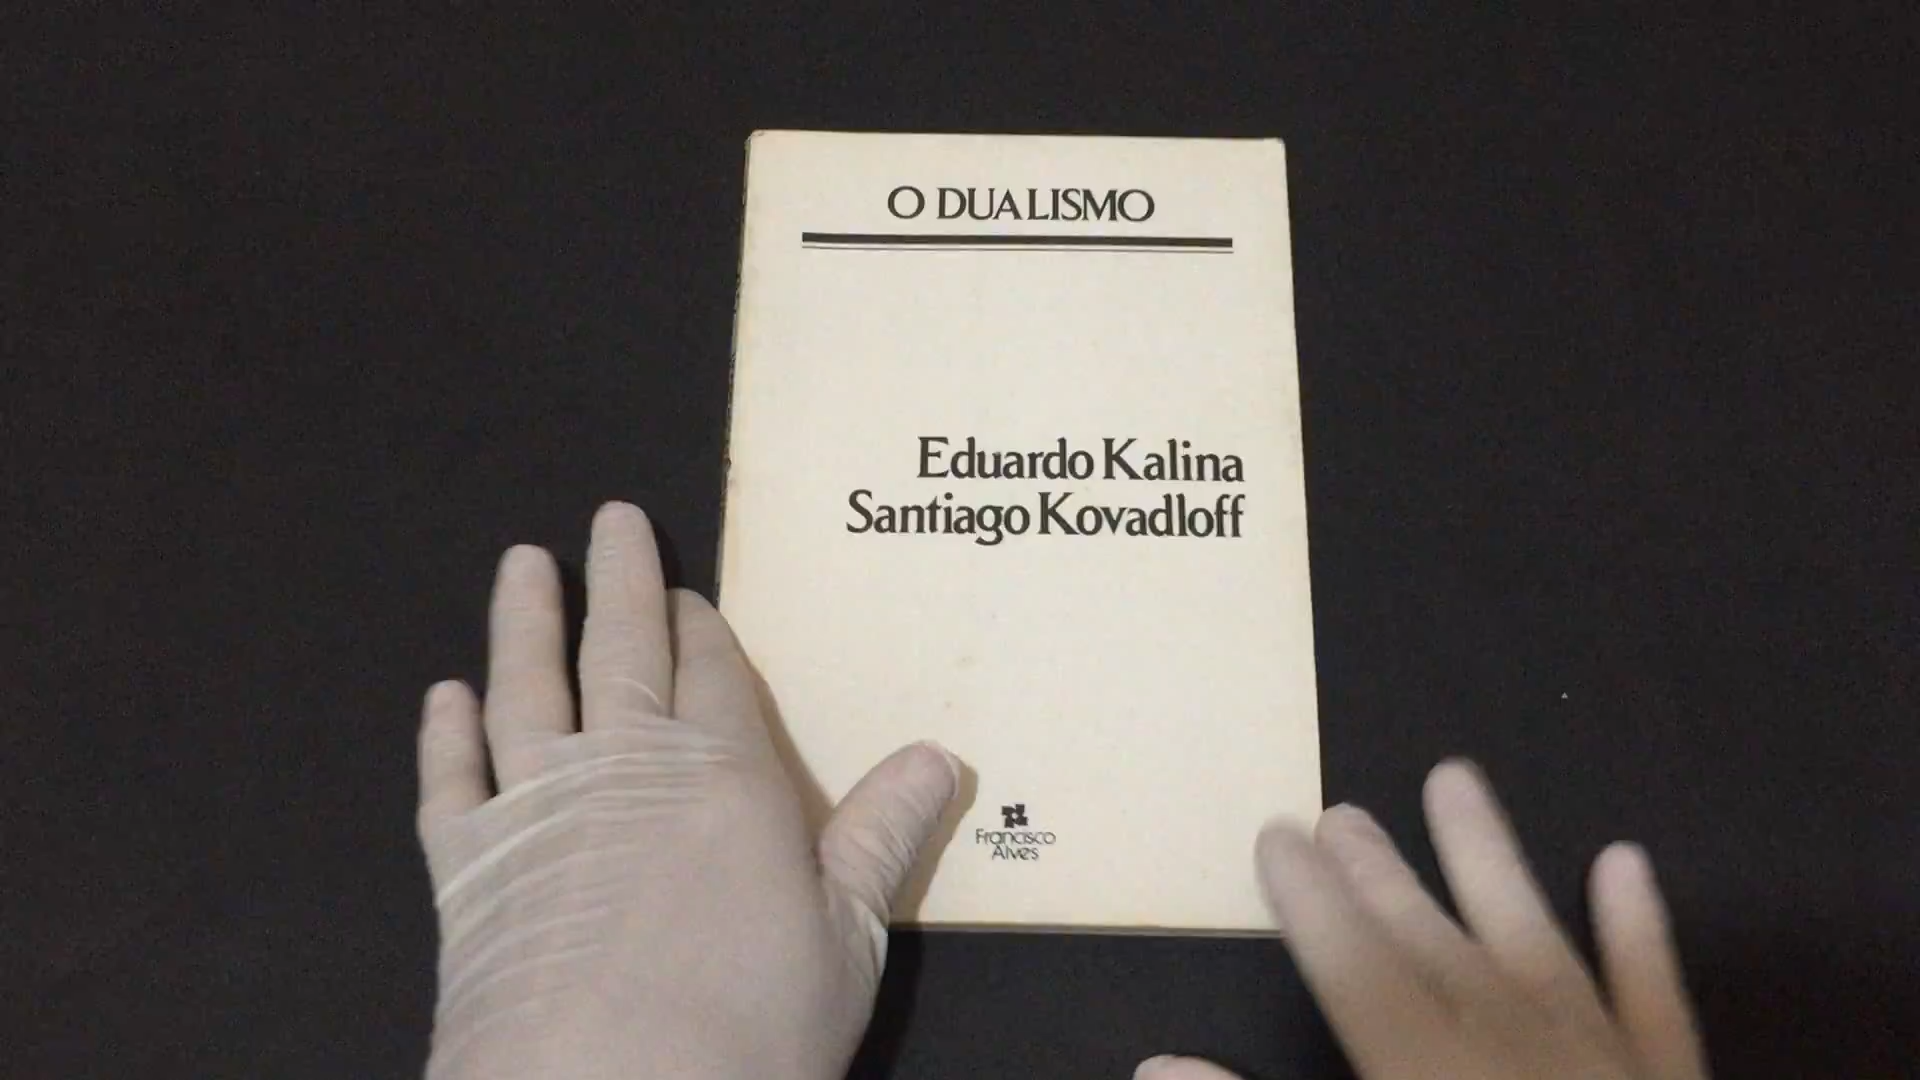 O DUALISMO
Eduardo Kalina
Santiago Kovadloff
Francisco
Alves